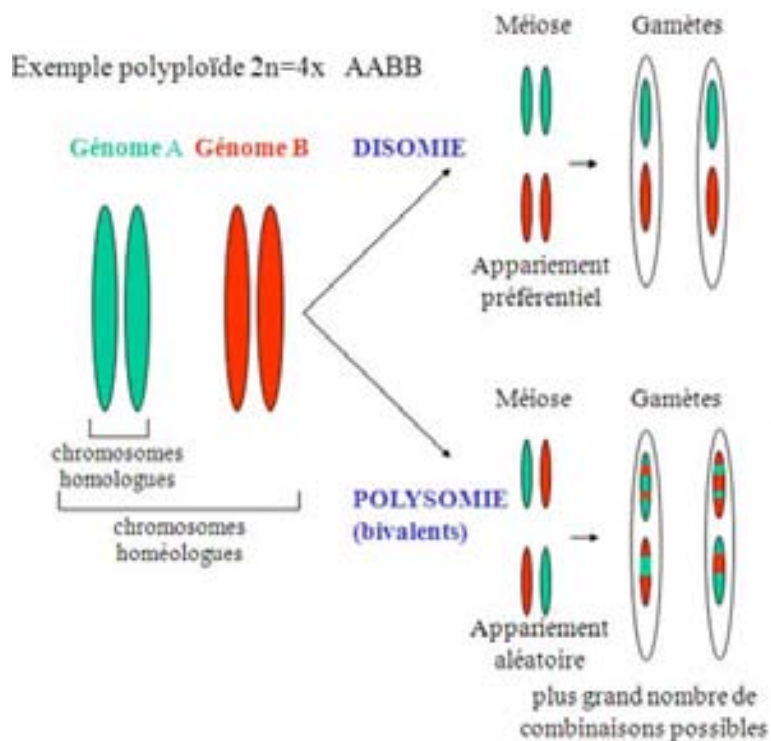 Exemple polyploïde 2n=4x AABB
Génome A Génome B
chromosomes
homologues
chromosomes
homéologues
DISOMIE
Méiose Gamètes
Appariement
préférentiel
POLYSOMIE
(bivalents)
Méiose Gamètes
Appariement
aléatoire
plus grand nombre de
combinaisons possibles